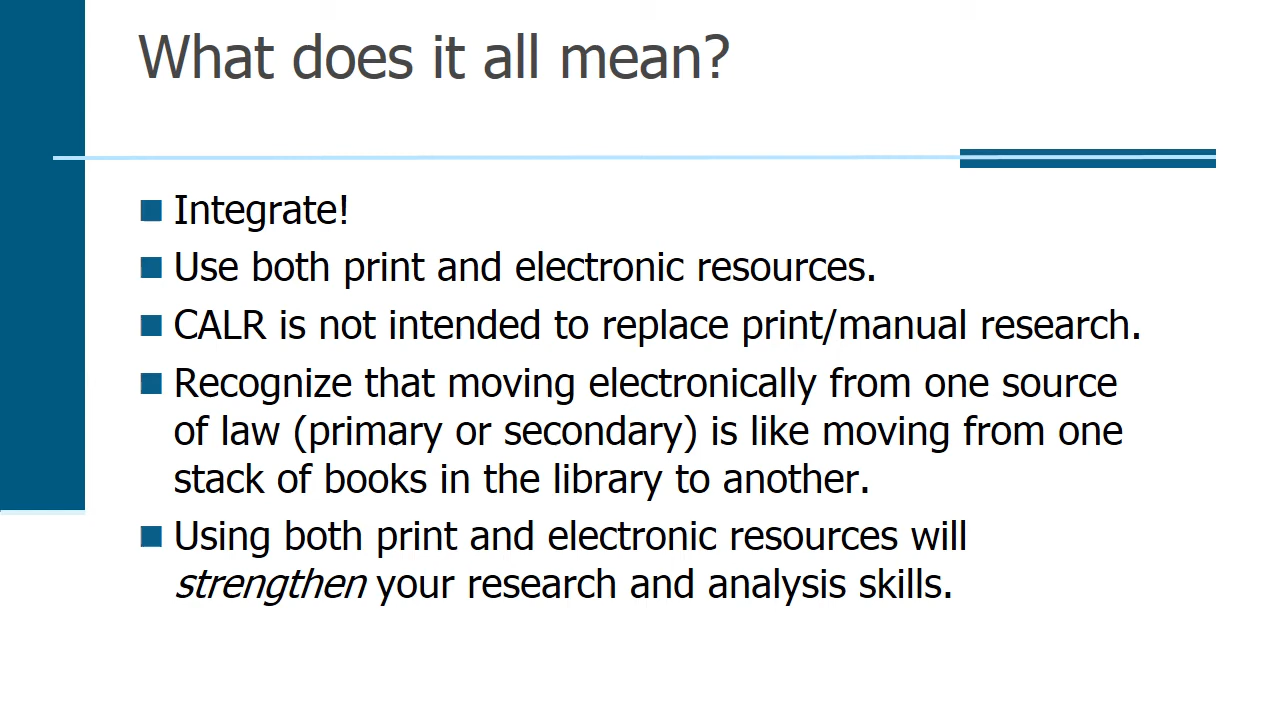 What does it all mean?
Integrate!
Use both print and electronic resources.
CALR is not intended to replace print/manual research.
Recognize that moving electronically from one source
of law (primary or secondary) is like moving from one
stack of books in the library to another.
Using both print and electronic resources will
strengthen your research and analysis skills.